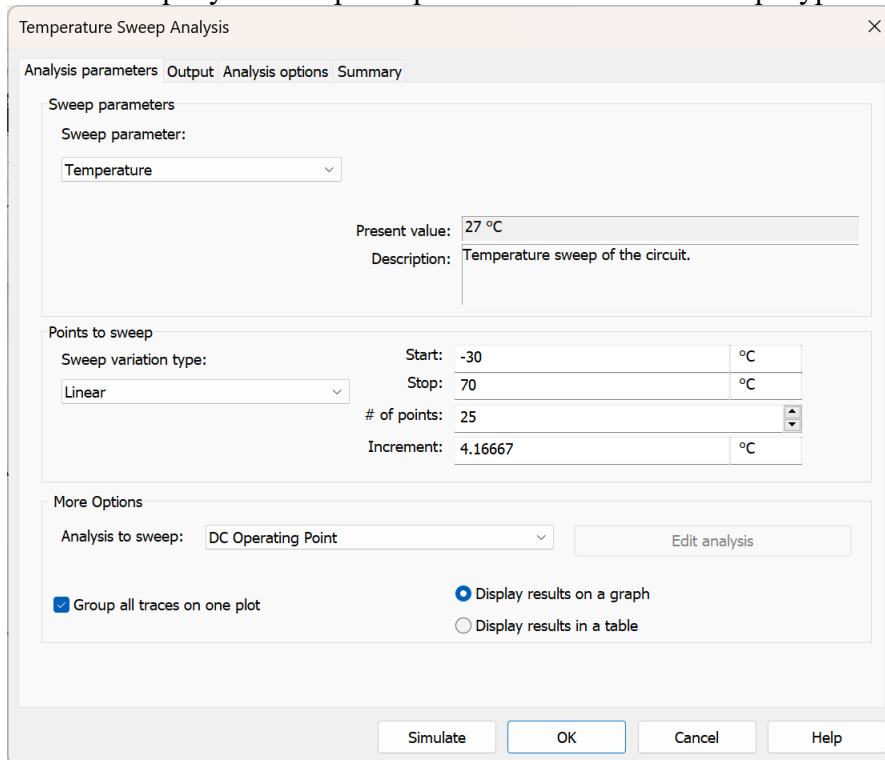 Temperature Sweep Analysis
Analysis parameters Output Analysis options Summary
Sweep parameters
Sweep parameter:
Temperature
Present value: 27 °C
Description: Temperature sweep of the circuit.
Points to sweep
Sweep variation type:
Linear
Start: -30 °C
Stop: 70 °C
# of points: 25
Increment: 4.16667 °C
More Options
Analysis to sweep: DC Operating Point Edit analysis
Group all traces on one plot
Display results on a graph
Display results in a table
Simulate OK Cancel Help